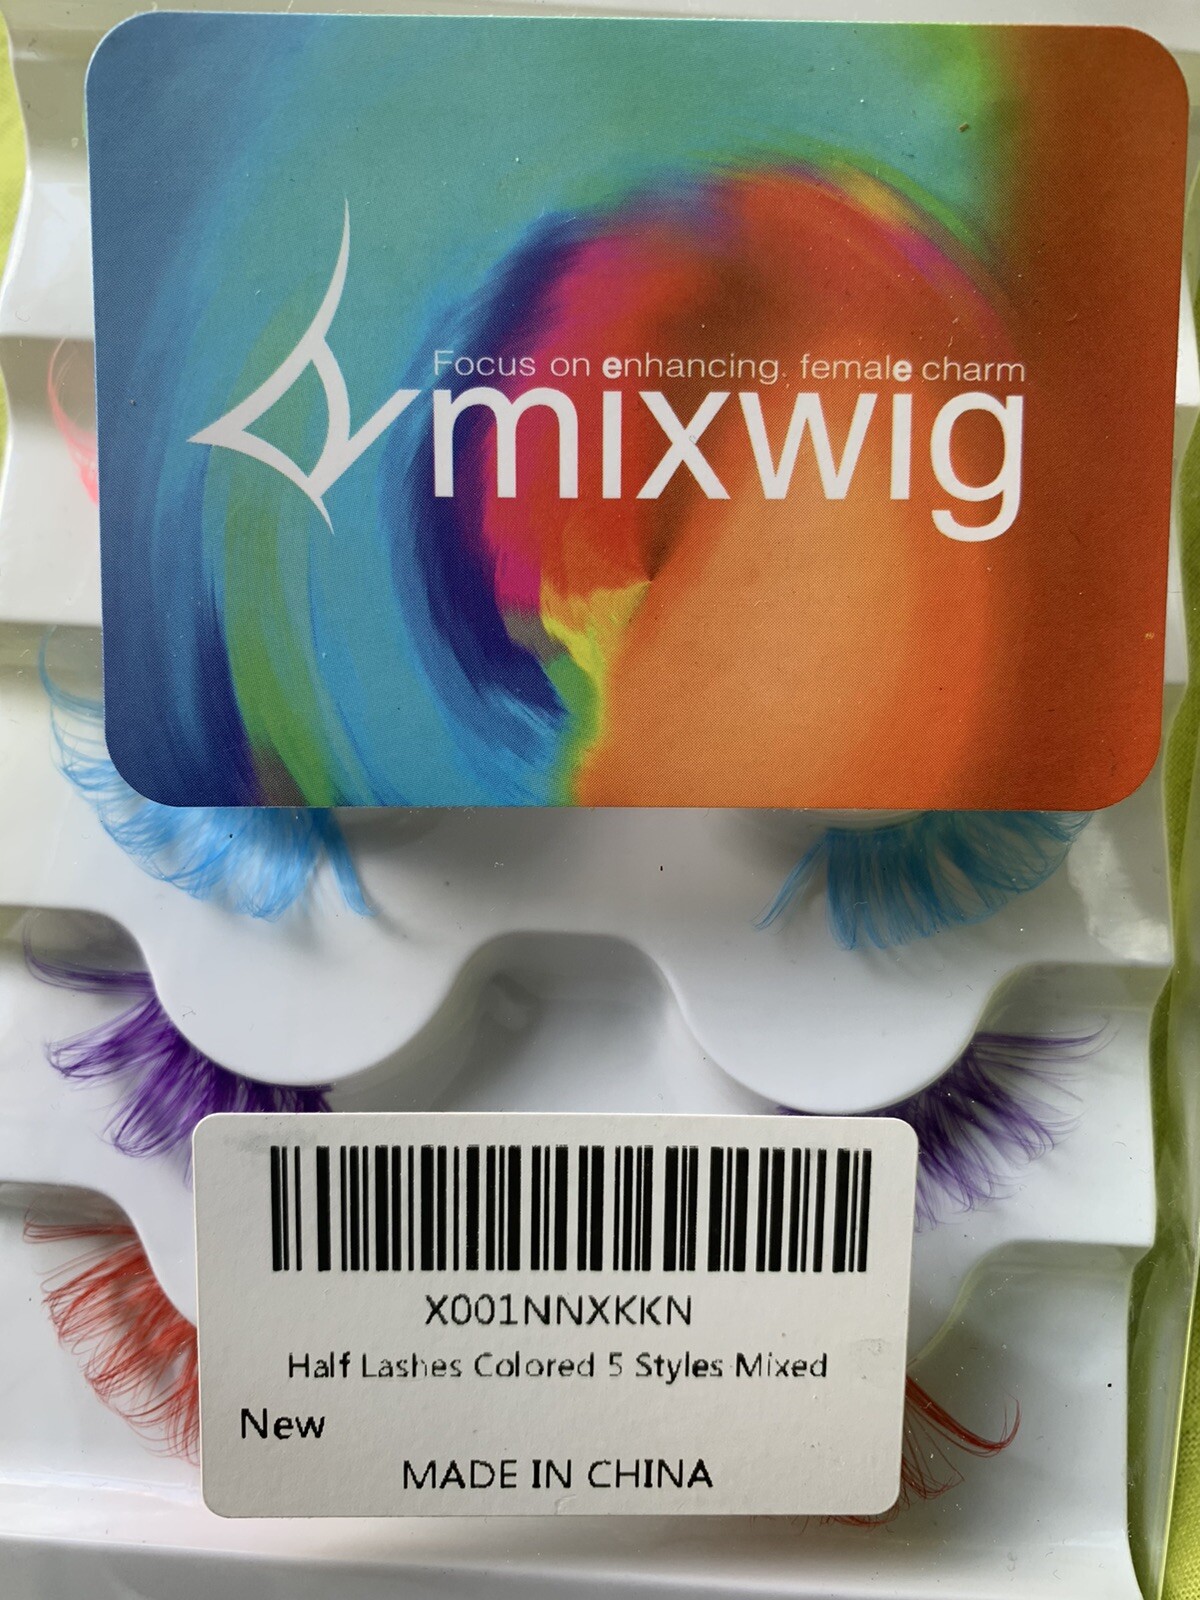 Focus on enhancing. female charm
mixwig
X001NNXKKN
Half Lashes Colored 5 Styles Mixed
New
MADE IN CHINA